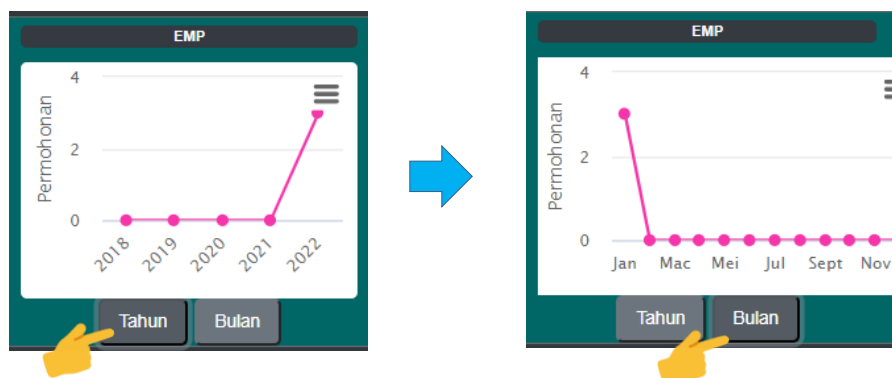 EMP
4
Permohonan
2
0
2018 2019 2020 2021 2022
Tahun Bulan
EMP
4
Permohonan
2
0
Jan Mac Mei Jul Sept Nov
Tahun Bulan